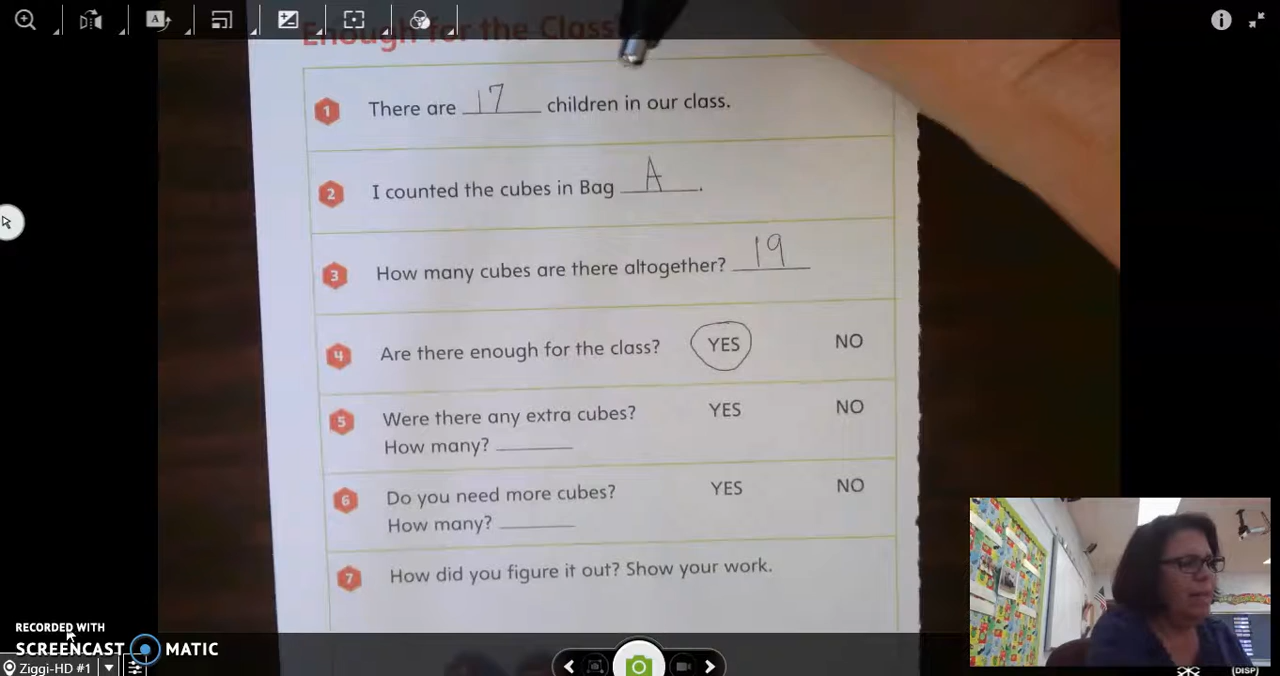 Enough for the Class
1 There are 17 children in our class.
2 I counted the cubes in Bag A.
3 How many cubes are there altogether? 19
4 Are there enough for the class? YES NO
5 Were there any extra cubes? YES NO
How many?
6 Do you need more cubes? YES NO
How many?
7 How did you figure it out? Show your work.
RECORDED WITH
SCREENCAST MATIC
Ziggi-HD #1
(DISP)